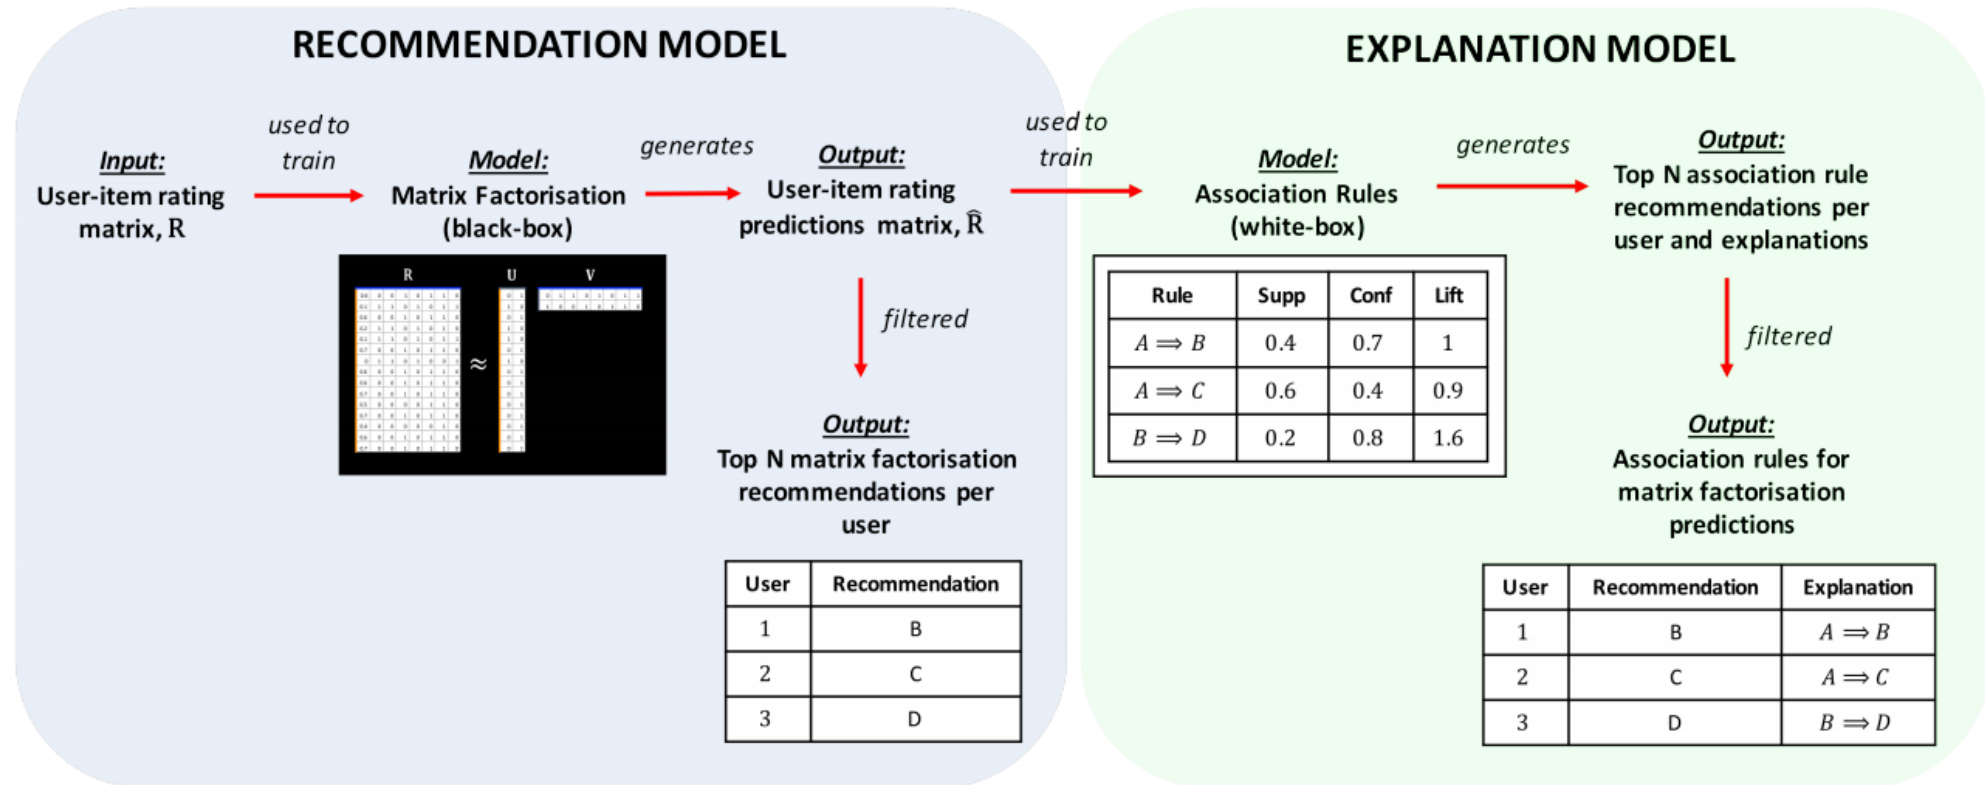 RECOMMENDATION MODEL
Input:
User-item rating
matrix, R
used to
train
Model:
Matrix Factorisation
(black-box)
R U V
≈
generates
Output:
User-item rating
predictions matrix, R̂
filtered
Output:
Top N matrix factorisation
recommendations per
user
User Recommendation
1 B
2 C
3 D
used to
train
EXPLANATION MODEL
Model:
Association Rules
(white-box)
Rule Supp Conf Lift
A ⟹ B 0.4 0.7 1
A ⟹ C 0.6 0.4 0.9
B ⟹ D 0.2 0.8 1.6
generates
Output:
Top N association rule
recommendations per
user and explanations
filtered
Output:
Association rules for
matrix factorisation
predictions
User Recommendation Explanation
1 B A ⟹ B
2 C A ⟹ C
3 D B ⟹ D